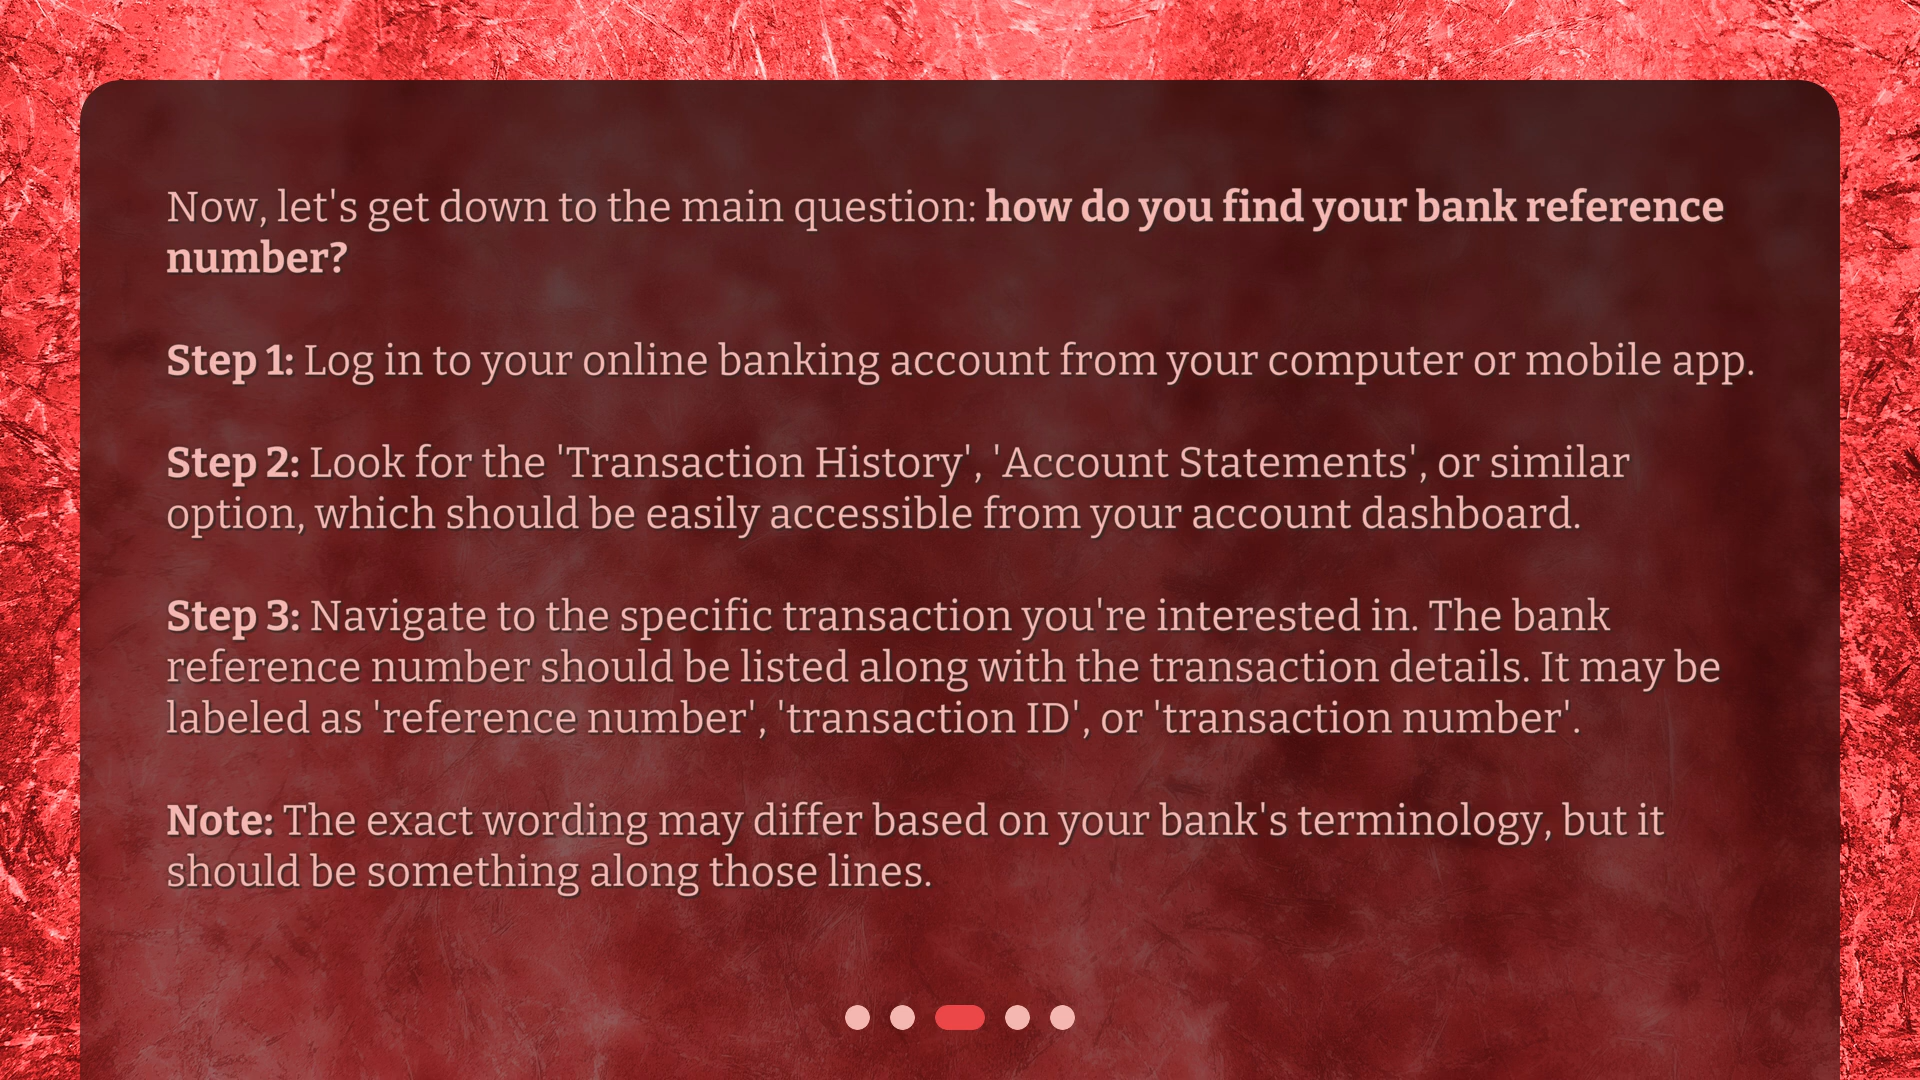 Now, let's get down to the main question: how do you find your bank reference
number?
Step 1: Log in to your online banking account from your computer or mobile app.
Step 2: Look for the 'Transaction History', 'Account Statements', or similar
option, which should be easily accessible from your account dashboard.
Step 3: Navigate to the specific transaction you're interested in. The bank
reference number should be listed along with the transaction details. It may be
labeled as 'reference number', 'transaction ID', or 'transaction number'.
Note: The exact wording may differ based on your bank's terminology, but it
should be something along those lines.